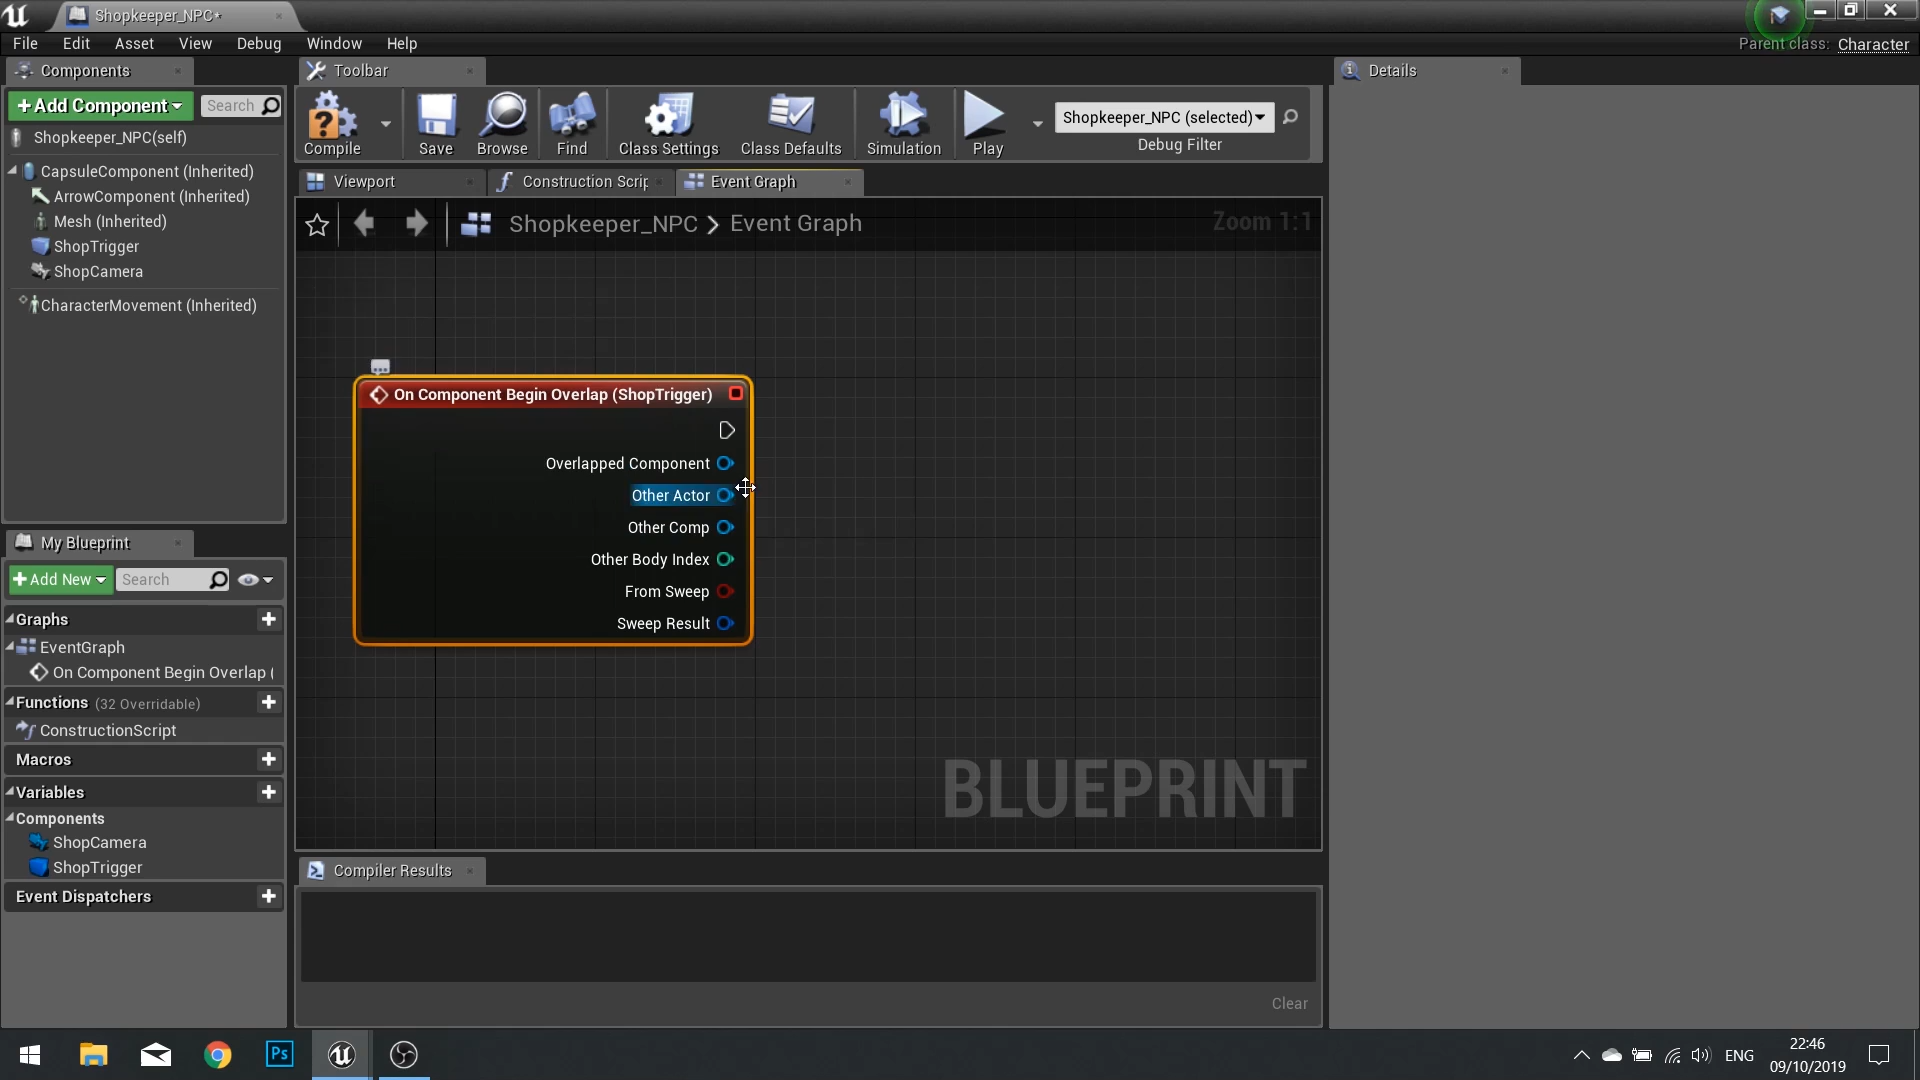 Shopkeeper_NPC*
File Edit Asset View Debug Window Help
Parent class: Character
Components
Toolbar
Details
+Add Component
Search
Shopkeeper_NPC(self)
CapsuleComponent (Inherited)
ArrowComponent (Inherited)
Mesh (Inherited)
ShopTrigger
ShopCamera
CharacterMovement (Inherited)
Compile
Save
Browse
Find
Class Settings
Class Defaults
Simulation
Play
Shopkeeper_NPC (selected)
Debug Filter
Viewport
Construction Scrip
Event Graph
Shopkeeper_NPC > Event Graph
Zoom 1:1
On Component Begin Overlap (ShopTrigger)
Overlapped Component
Other Actor
Other Comp
Other Body Index
From Sweep
Sweep Result
BLUEPRINT
My Blueprint
+Add New
Search
Graphs
EventGraph
On Component Begin Overlap (
Functions (32 Overridable)
ConstructionScript
Macros
Variables
Components
ShopCamera
ShopTrigger
Event Dispatchers
Compiler Results
Clear
Ps
ENG
22:46
09/10/2019